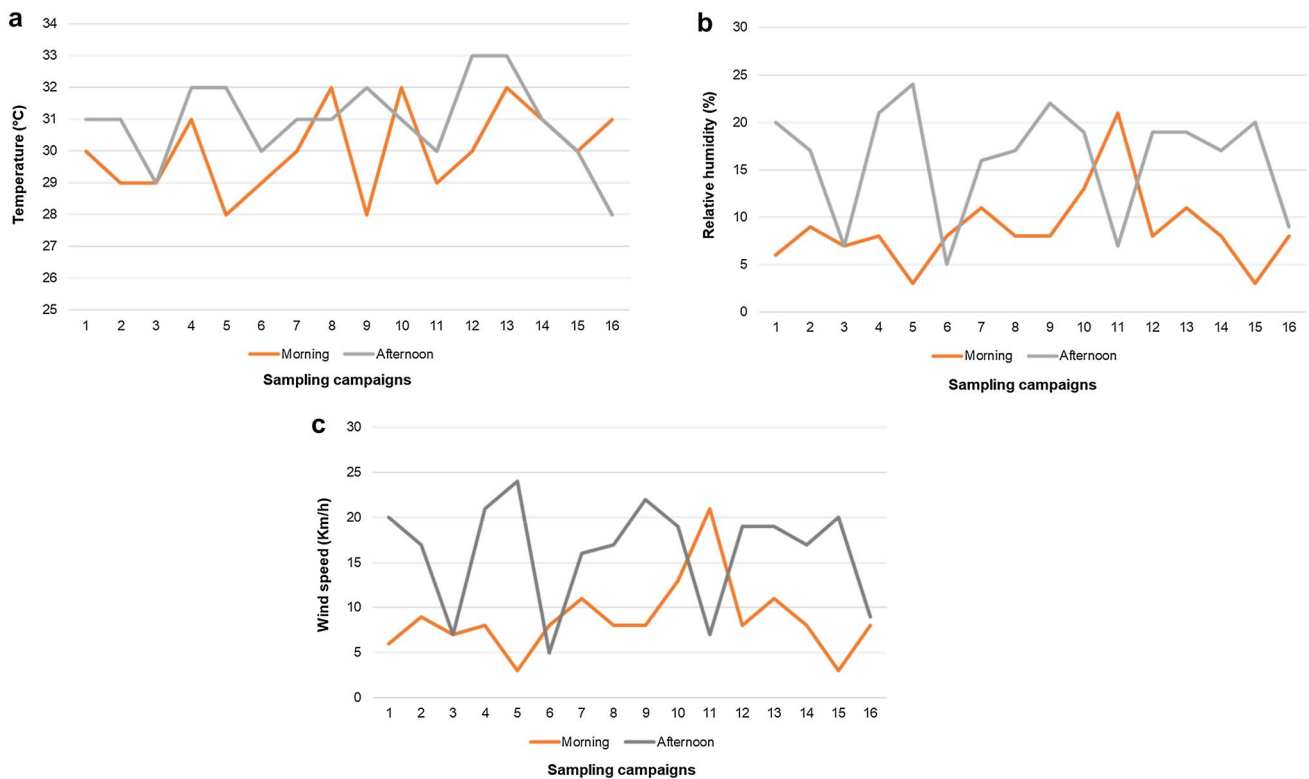 a
34
33
32
31
30
29
28
27
26
25
Temperature (°C)
1 2 3 4 5 6 7 8 9 10 11 12 13 14 15 16
Morning Afternoon
Sampling campaigns
b
30
25
20
15
10
5
0
Relative humidity (%)
1 2 3 4 5 6 7 8 9 10 11 12 13 14 15 16
Morning Afternoon
Sampling campaigns
c
30
25
20
15
10
5
0
Wind speed (Km/h)
1 2 3 4 5 6 7 8 9 10 11 12 13 14 15 16
Morning Afternoon
Sampling campaigns